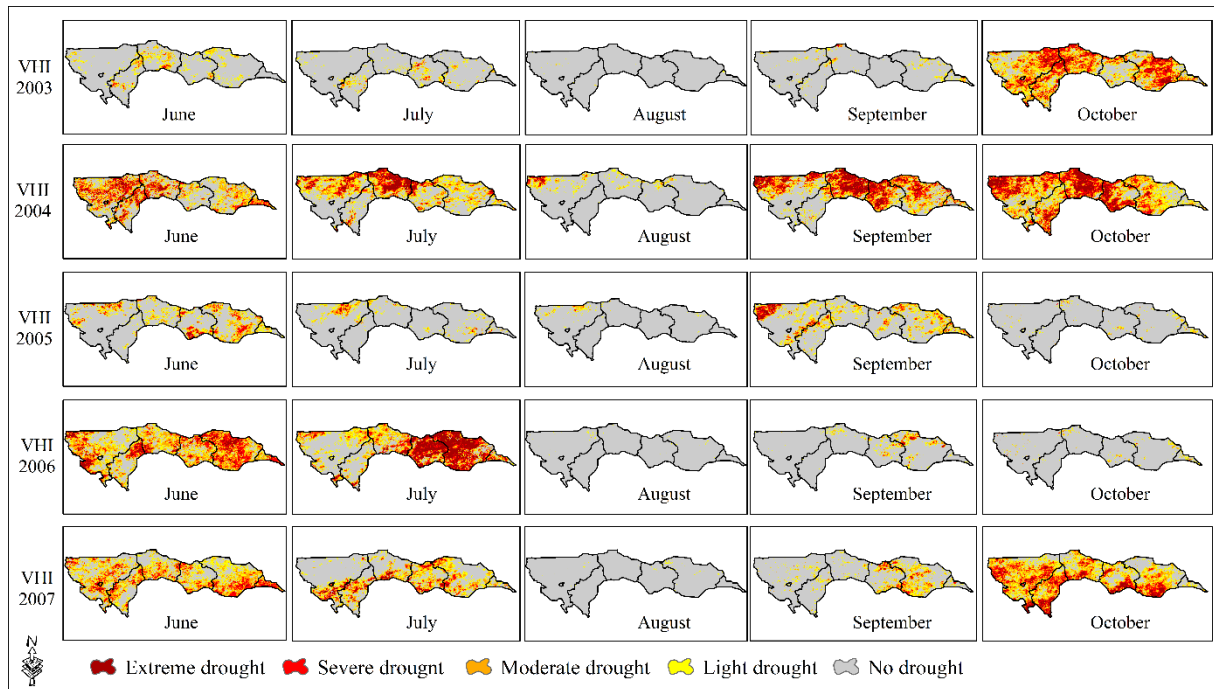 VHI
2003
June
July
August
September
October
VHI
2004
June
July
August
September
October
VHI
2005
June
July
August
September
October
VHI
2006
June
July
August
September
October
VHI
2007
June
July
August
September
October
N
Extreme drought Severe drougnt Moderate drought Light drought No drought